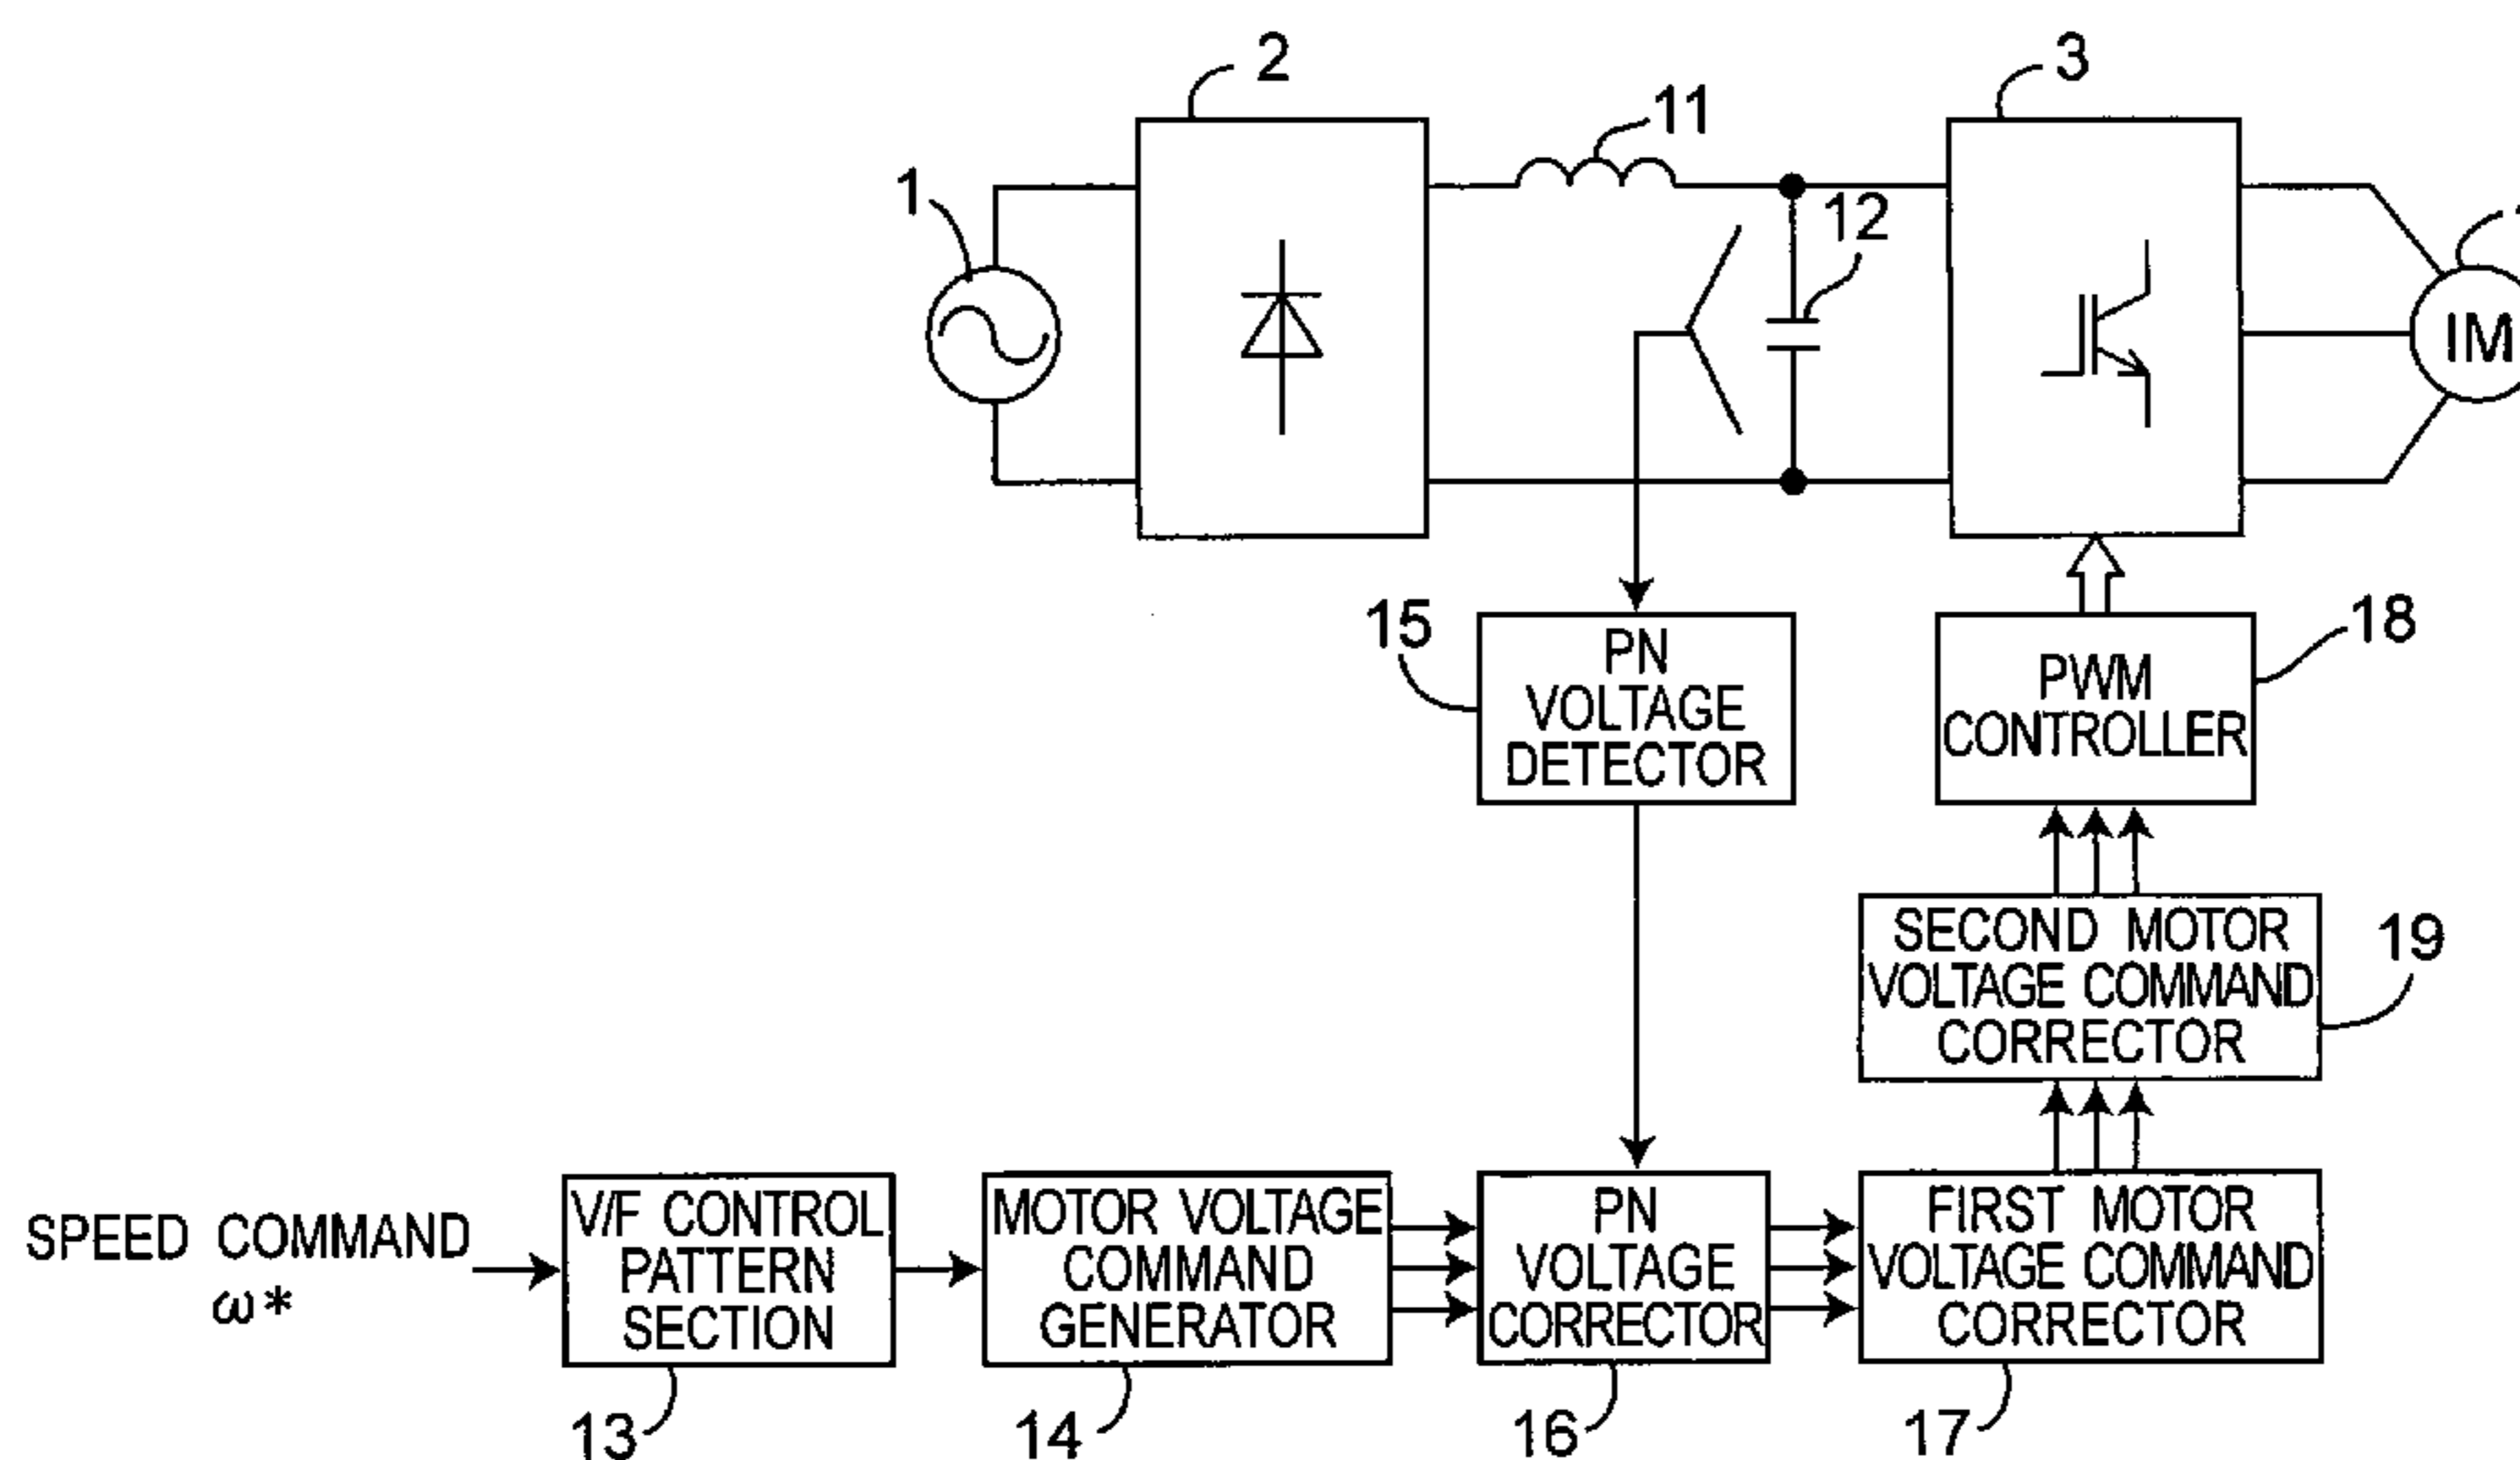 2
3
11
1
12
IM
15
PN
VOLTAGE
DETECTOR
18
PWM
CONTROLLER
SECOND MOTOR
VOLTAGE COMMAND
CORRECTOR
19
SPEED COMMAND
ω*
V/F CONTROL
PATTERN
SECTION
MOTOR VOLTAGE
COMMAND
GENERATOR
PN
VOLTAGE
CORRECTOR
FIRST MOTOR
VOLTAGE COMMAND
CORRECTOR
13
14
16
17